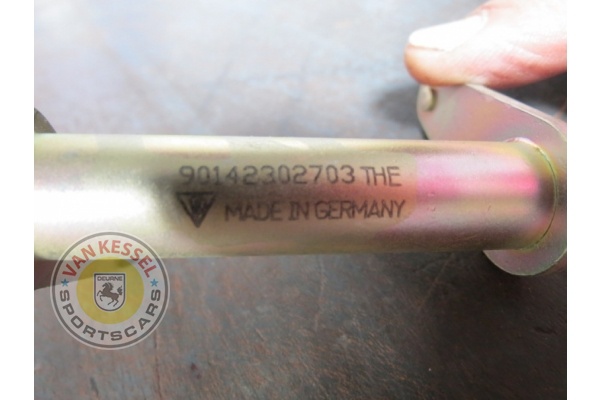 90142302703 THE
MADE IN GERMANY
VAN KESSEL
DEURNE
SPORTSCARS